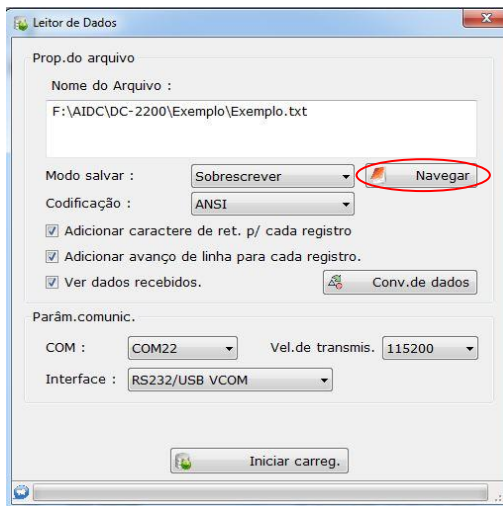 Leitor de Dados
Prop.do arquivo
Nome do Arquivo :
F:\AIDC\DC-2200\Exemplo\Exemplo.txt
Modo salvar : Sobrescrever Navegar
Codificação : ANSI
Adicionar caractere de ret. p/ cada registro
Adicionar avanço de linha para cada registro.
Ver dados recebidos. Conv.de dados
Parâm.comunic.
COM : COM22 Vel.de transmis. 115200
Interface : RS232/USB VCOM
Iniciar carreg.